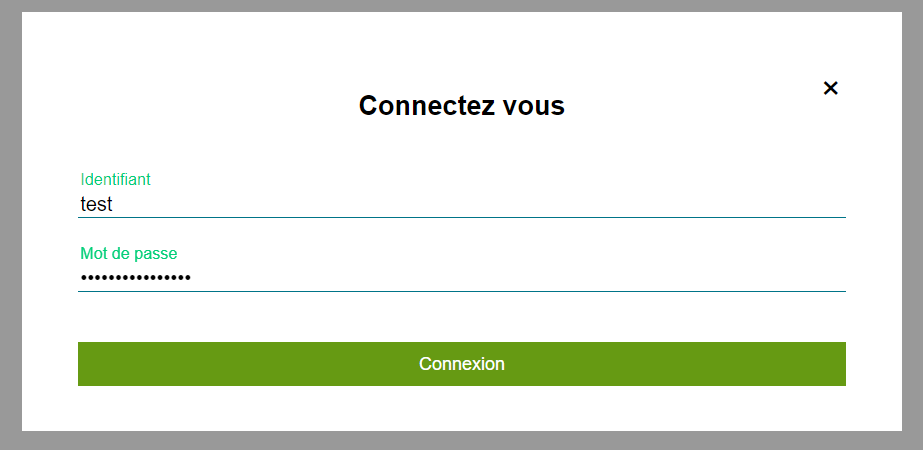 Connectez vous
×
Identifiant
test
Mot de passe
••••••••••••••••
Connexion